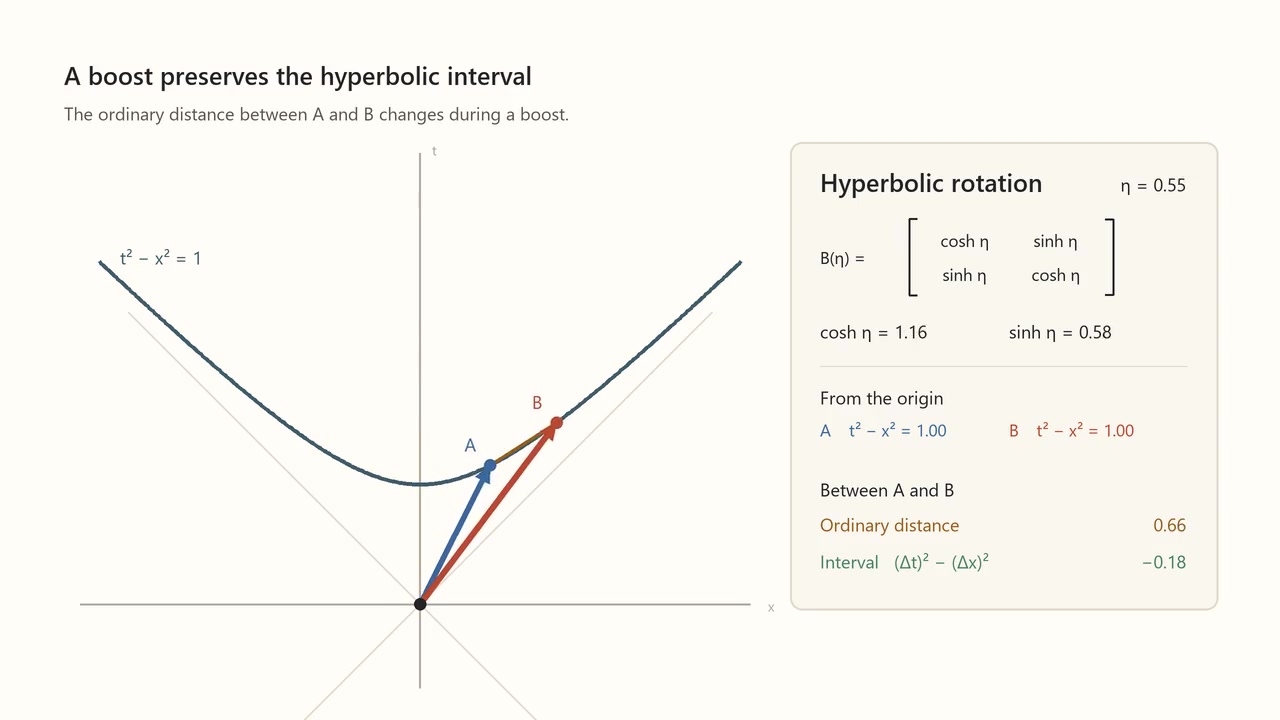 A boost preserves the hyperbolic interval
The ordinary distance between A and B changes during a boost.
t
t² − x² = 1
B
A
x
Hyperbolic rotation η = 0.55
B(η) =
cosh η sinh η
sinh η cosh η
cosh η = 1.16 sinh η = 0.58
From the origin
A t² − x² = 1.00 B t² − x² = 1.00
Between A and B
Ordinary distance 0.66
Interval (Δt)² − (Δx)² −0.18